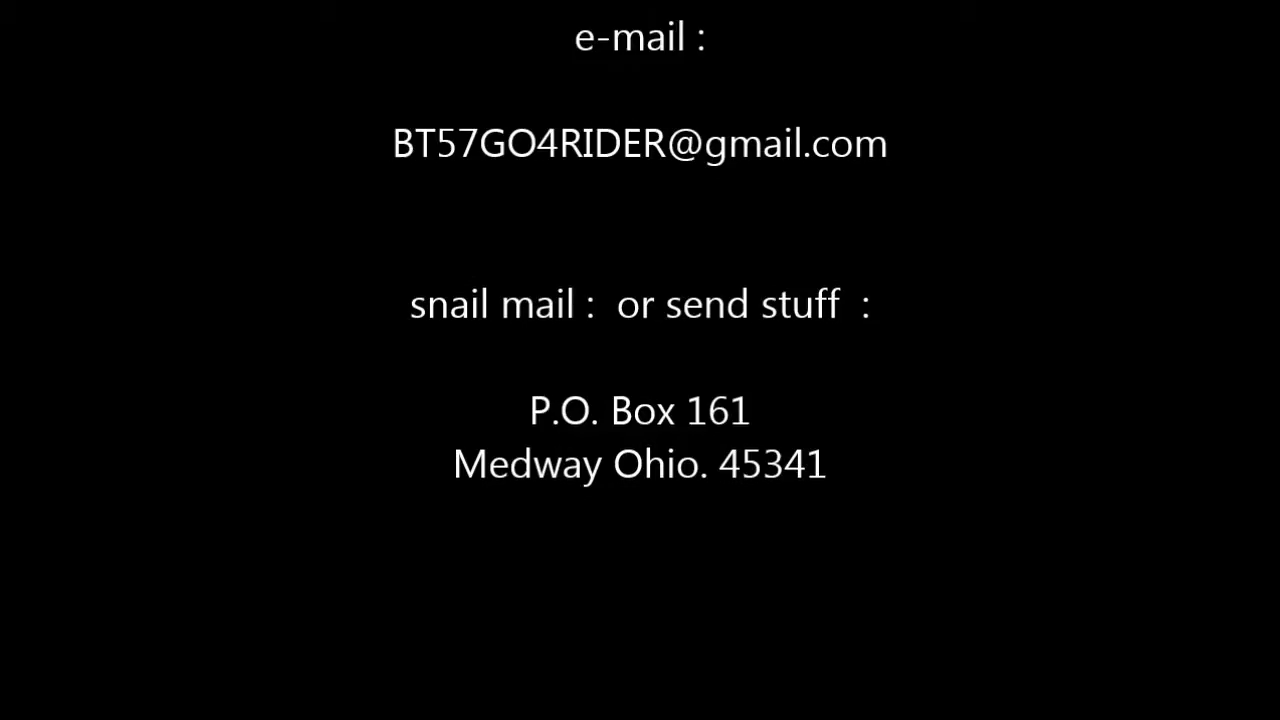 e-mail :
BT57GO4RIDER@gmail.com
snail mail :  or send stuff  :
P.O. Box 161
Medway Ohio. 45341